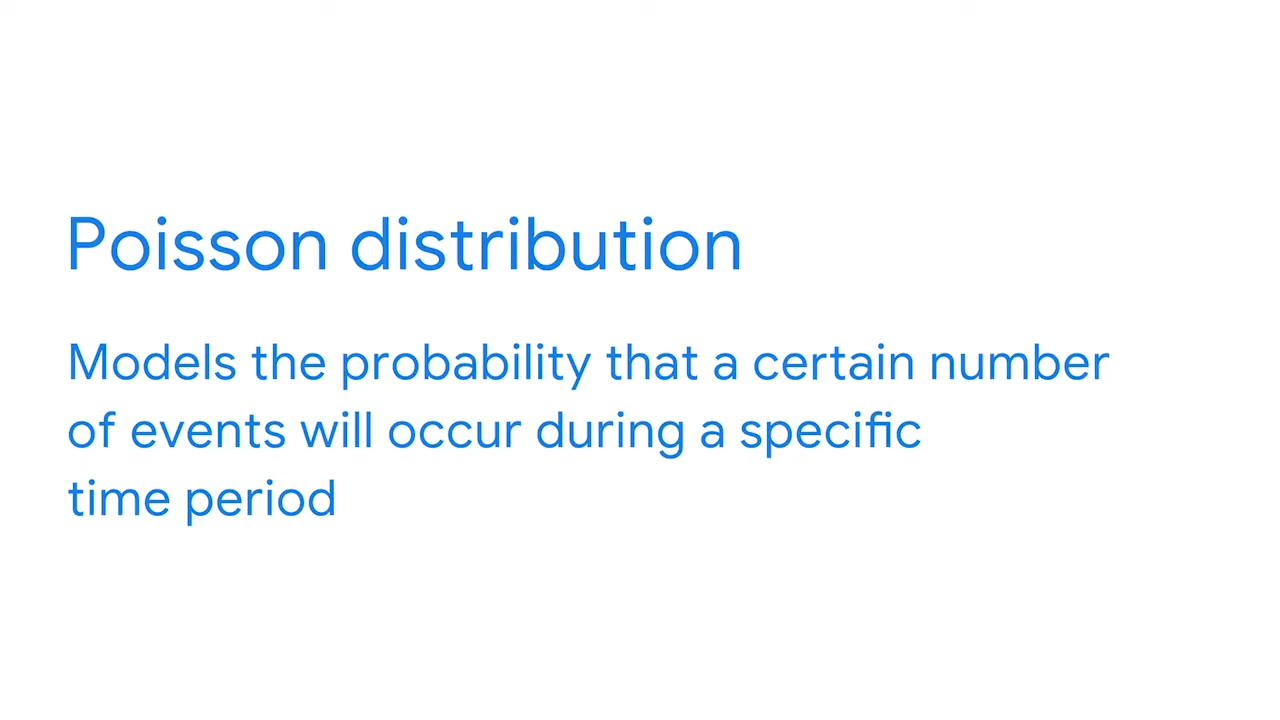 Poisson distribution
Models the probability that a certain number
of events will occur during a specific
time period